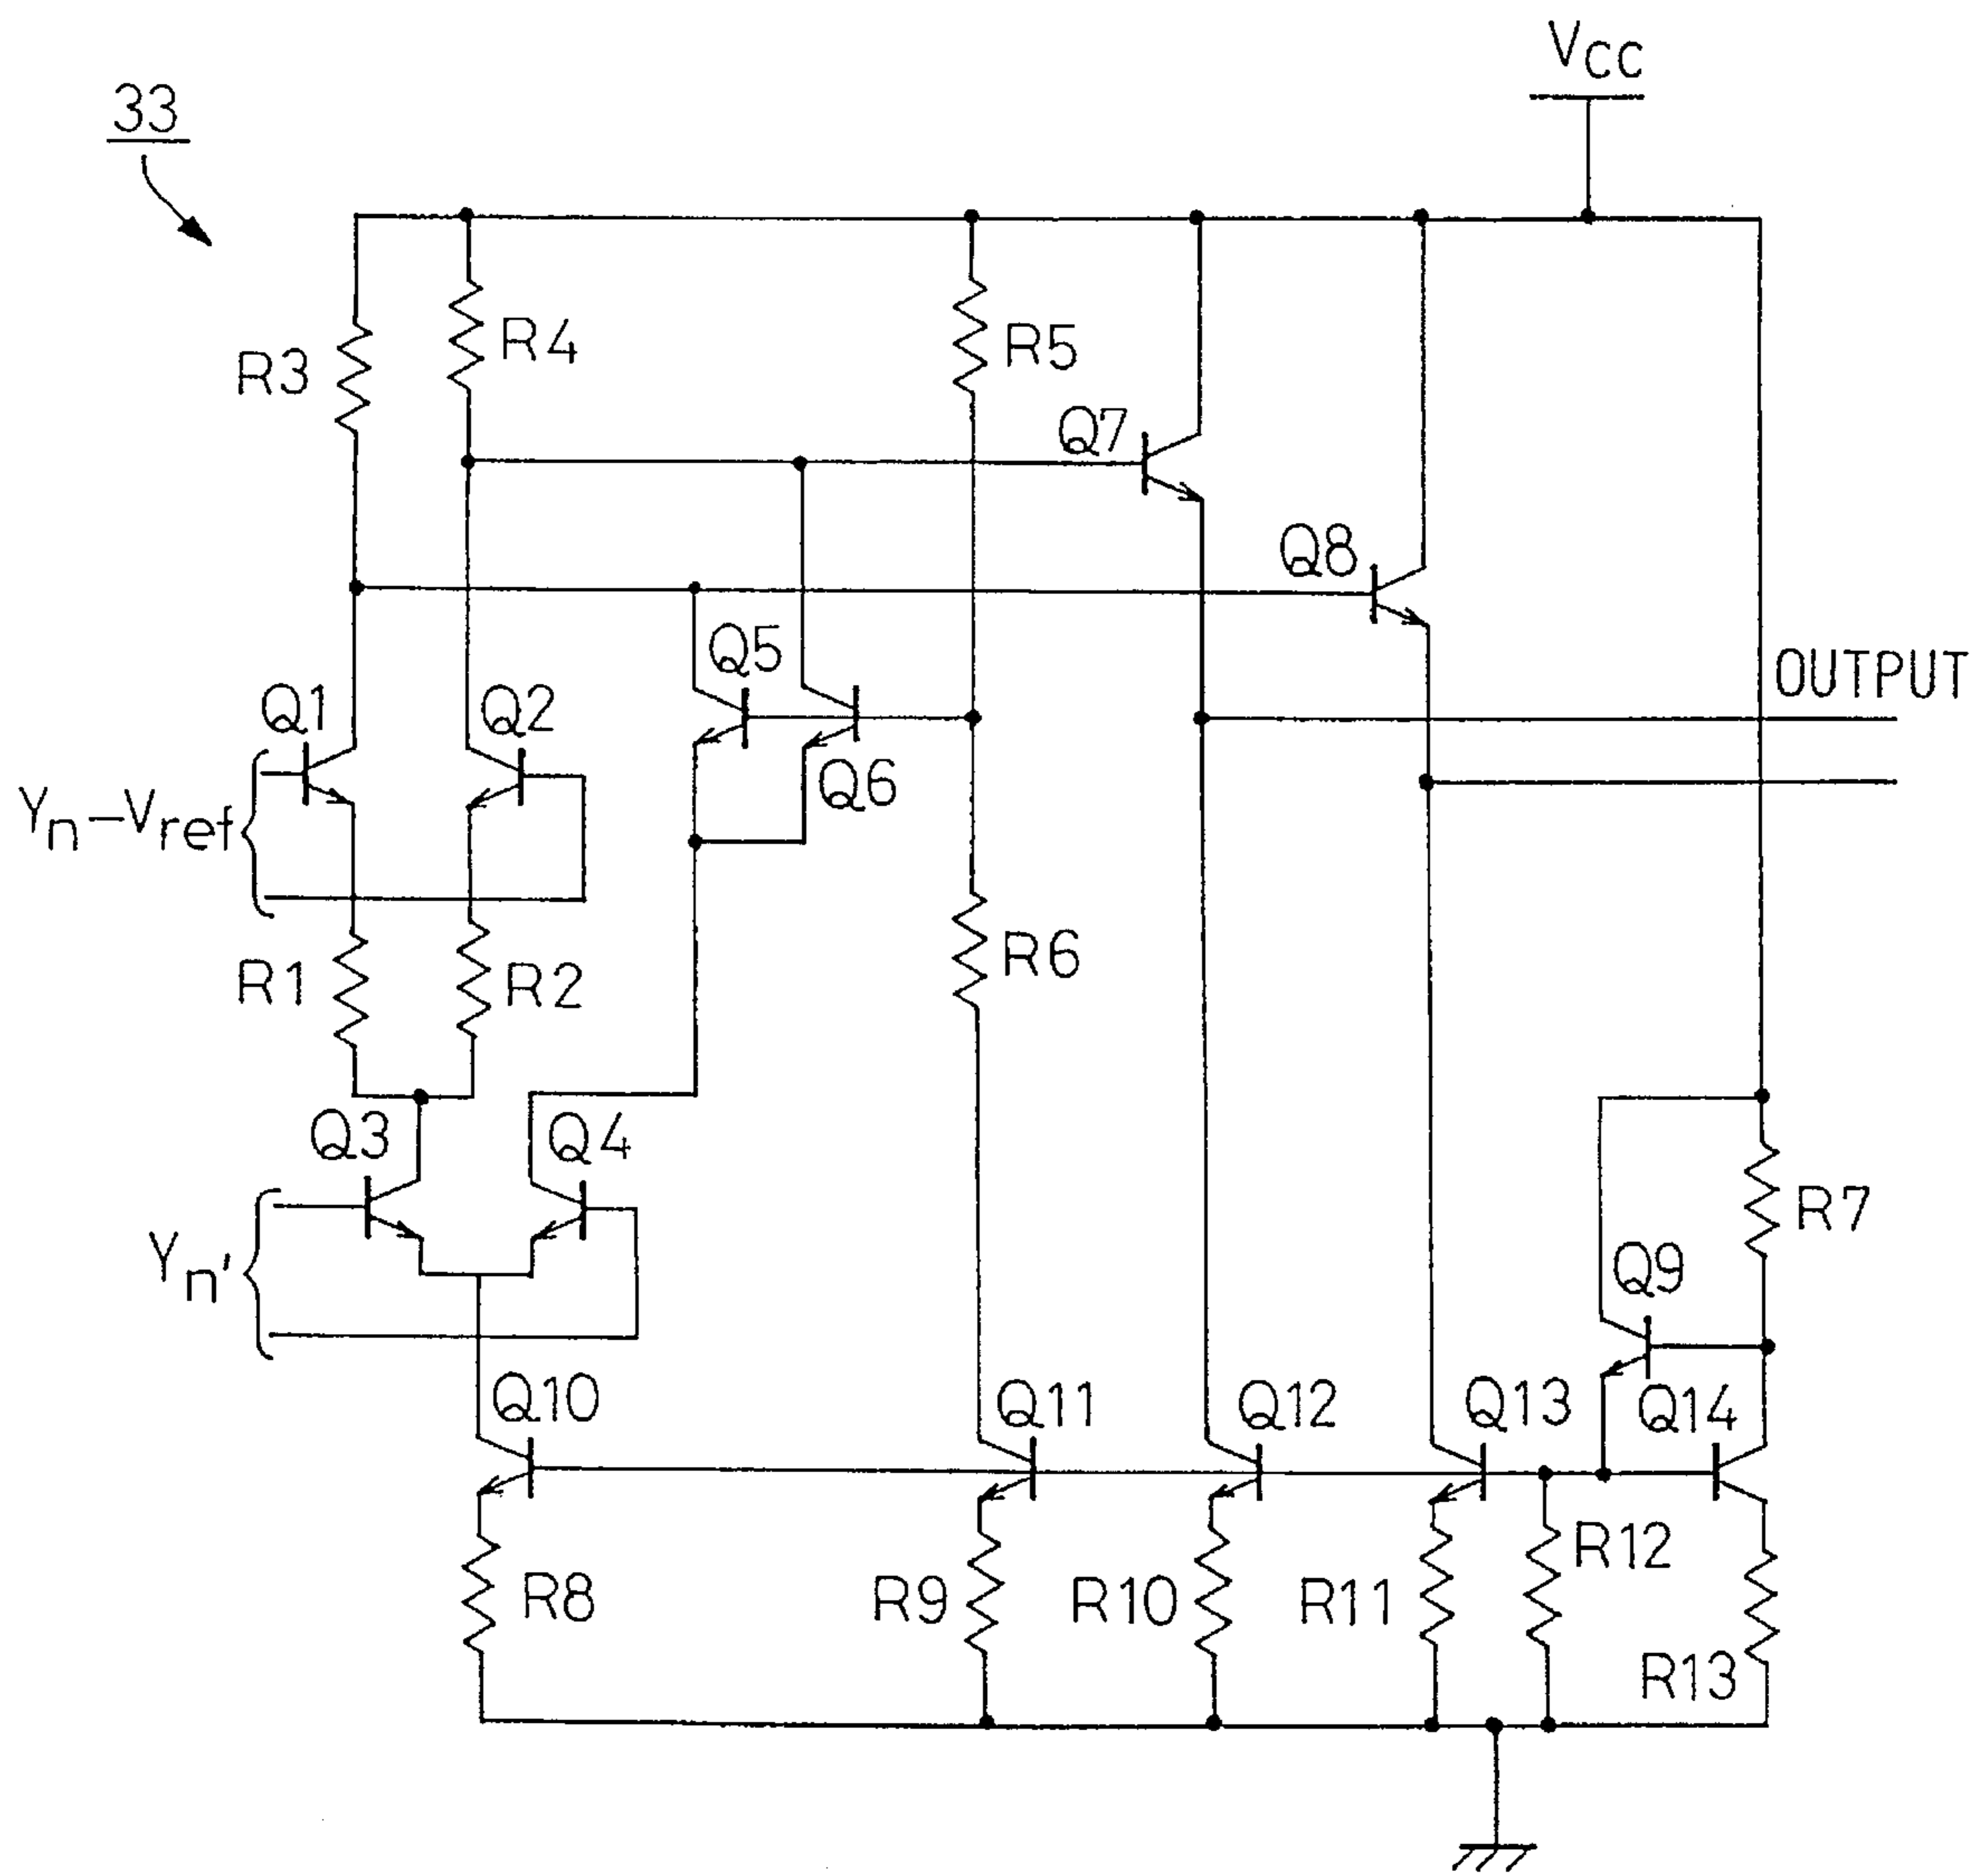 VCC
33
R4
R3
R5
Q7
Q8
Q5
OUTPUT
Q1
Q2
Q6
Yn-Vref
R6
R1
R2
Q3
Q4
R7
Yn'
Q9
Q10
Q11
Q12
Q13
Q14
R12
R8
R9
R10
R11
R13